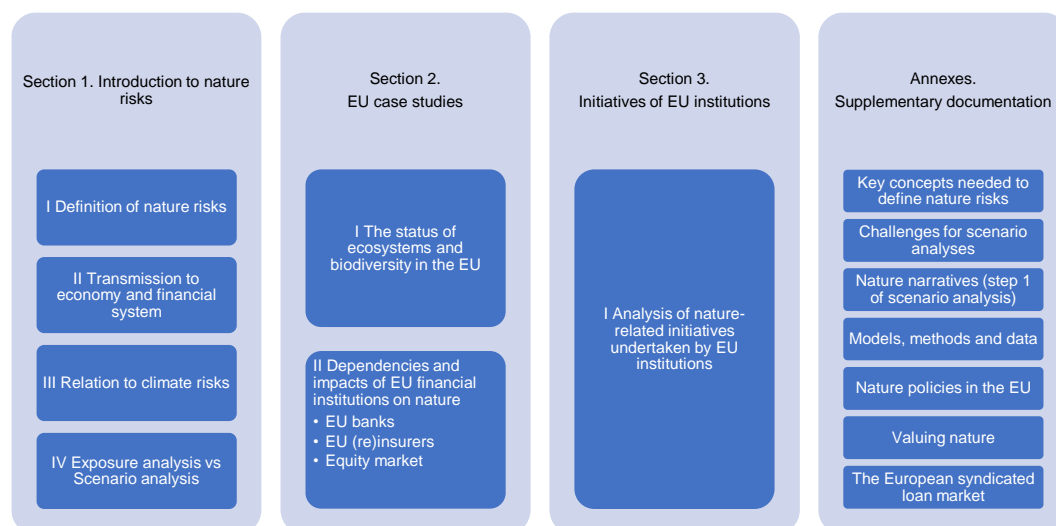 Section 1. Introduction to nature
risks
I Definition of nature risks
II Transmission to
economy and financial
system
III Relation to climate risks
IV Exposure analysis vs
Scenario analysis
Section 2.
EU case studies
I The status of
ecosystems and
biodiversity in the EU
II Dependencies and
impacts of EU financial
institutions on nature
• EU banks
• EU (re)insurers
• Equity market
Section 3.
Initiatives of EU institutions
I Analysis of nature-
related initiatives
undertaken by EU
institutions
Annexes.
Supplementary documentation
Key concepts needed to
define nature risks
Challenges for scenario
analyses
Nature narratives (step 1
of scenario analysis)
Models, methods and data
Nature policies in the EU
Valuing nature
The European syndicated
loan market